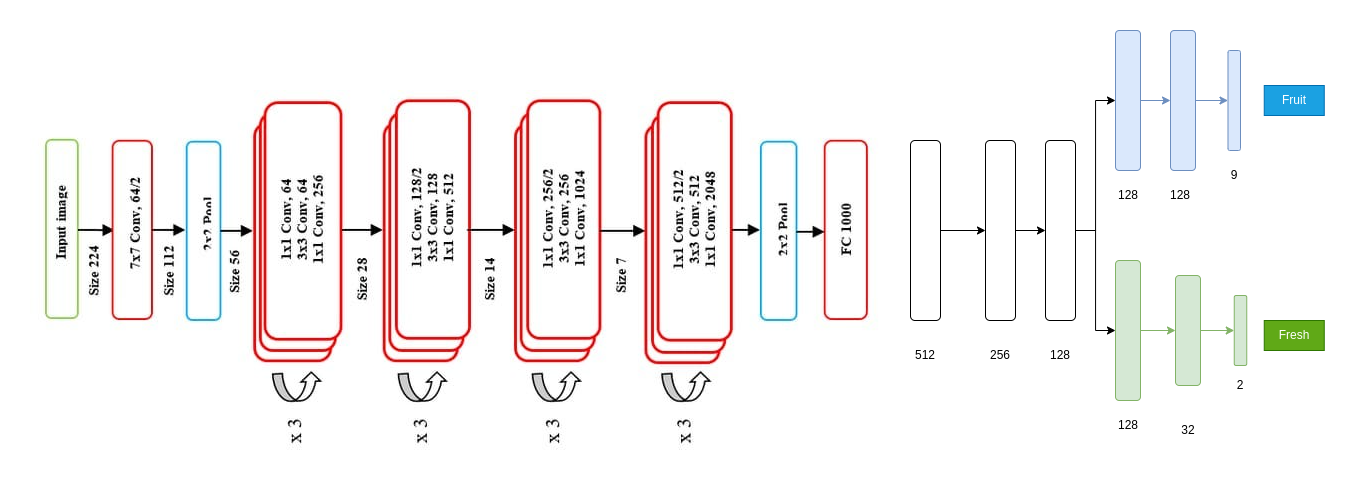 Input image
Size 224
7x7 Conv, 64/2
Size 112
2x2 Pool
Size 56
1x1 Conv, 64
3x3 Conv, 64
1x1 Conv, 256
x 3
Size 28
1x1 Conv, 128/2
3x3 Conv, 128
1x1 Conv, 512
x 3
Size 14
1x1 Conv, 256/2
3x3 Conv, 256
1x1 Conv, 1024
x 3
Size 7
1x1 Conv, 512/2
3x3 Conv, 512
1x1 Conv, 2048
x 3
2x2 Pool
FC 1000
512
256
128
128
128
9
Fruit
128
32
2
Fresh